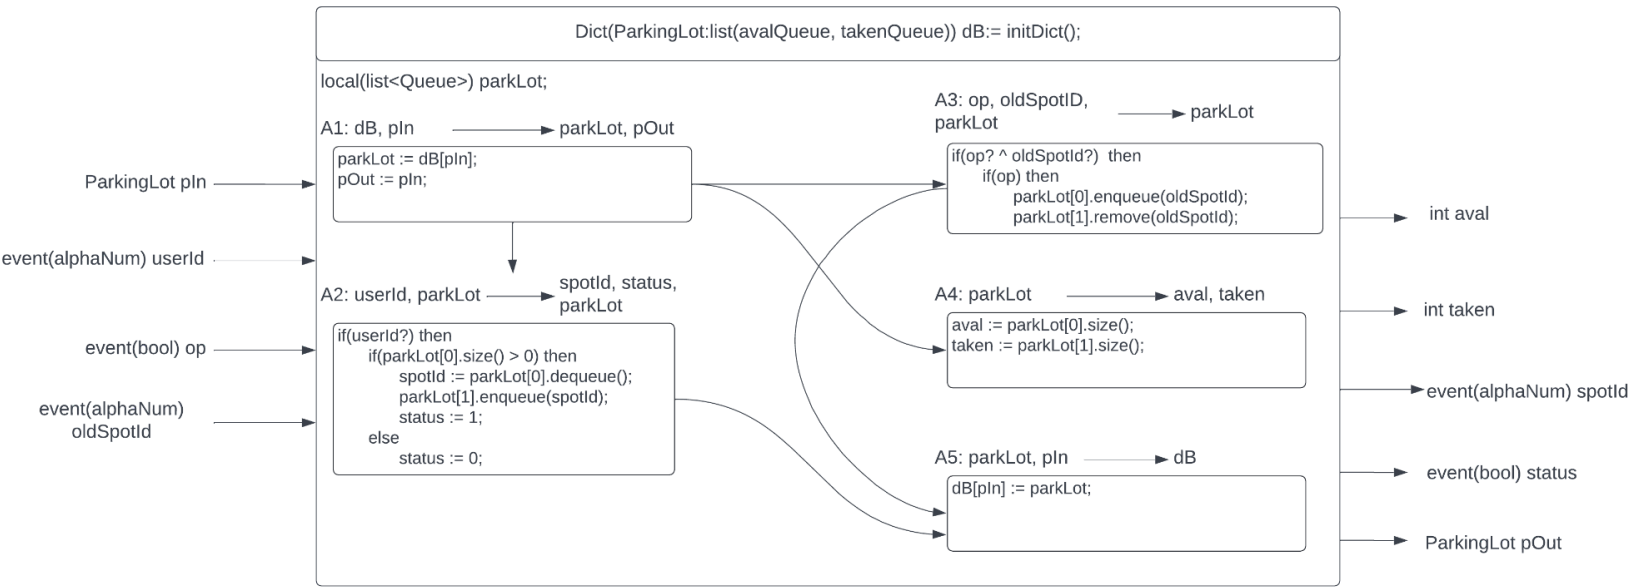 Dict(ParkingLot:list(avalQueue, takenQueue)) dB:= initDict();
local(list<Queue>) parkLot;
A1: dB, pIn
parkLot, pOut
parkLot := dB[pIn];
pOut := pIn;
ParkingLot pIn
event(alphaNum) userId
event(bool) op
event(alphaNum)
oldSpotId
A2: userId, parkLot
spotId, status,
parkLot
if(userId?) then
if(parkLot[0].size() > 0) then
spotId := parkLot[0].dequeue();
parkLot[1].enqueue(spotId);
status := 1;
else
status := 0;
A3: op, oldSpotID,
parkLot
parkLot
if(op? ^ oldSpotId?) then
if(op) then
parkLot[0].enqueue(oldSpotId);
parkLot[1].remove(oldSpotId);
A4: parkLot
aval, taken
aval := parkLot[0].size();
taken := parkLot[1].size();
A5: parkLot, pIn
dB
dB[pIn] := parkLot;
int aval
int taken
event(alphaNum) spotId
event(bool) status
ParkingLot pOut